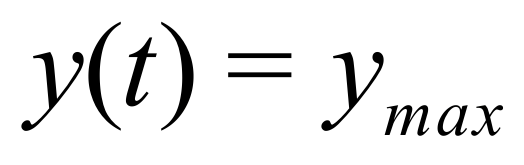 y(t) = y_max